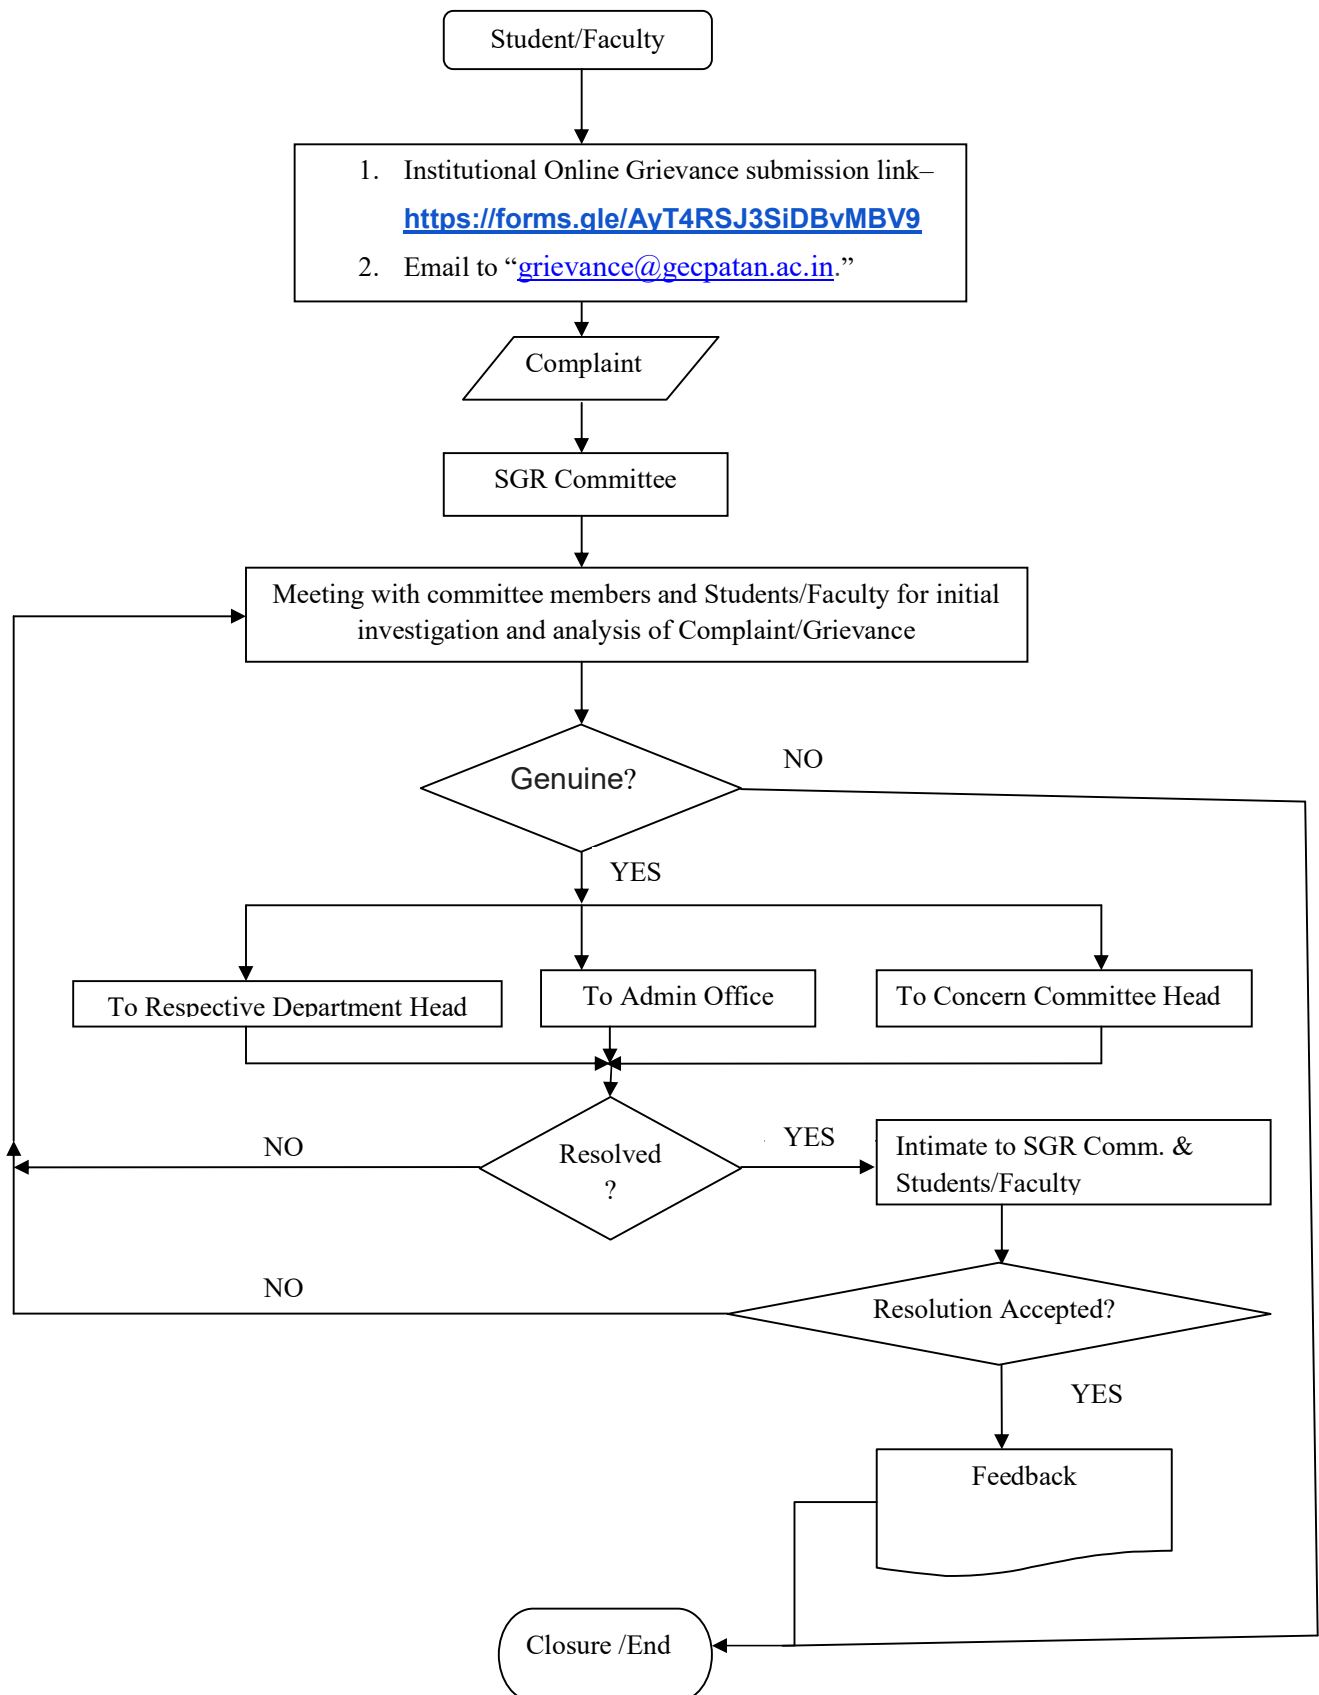 Student/Faculty
1. Institutional Online Grievance submission link–
https://forms.gle/AyT4RSJ3SiDBvMBV9
2. Email to “grievance@gecpatan.ac.in.”
Complaint
SGR Committee
Meeting with committee members and Students/Faculty for initial
investigation and analysis of Complaint/Grievance
Genuine?
NO
YES
To Respective Department Head
To Admin Office
To Concern Committee Head
NO
Resolved
?
YES
Intimate to SGR Comm. &
Students/Faculty
NO
Resolution Accepted?
YES
Feedback
Closure /End